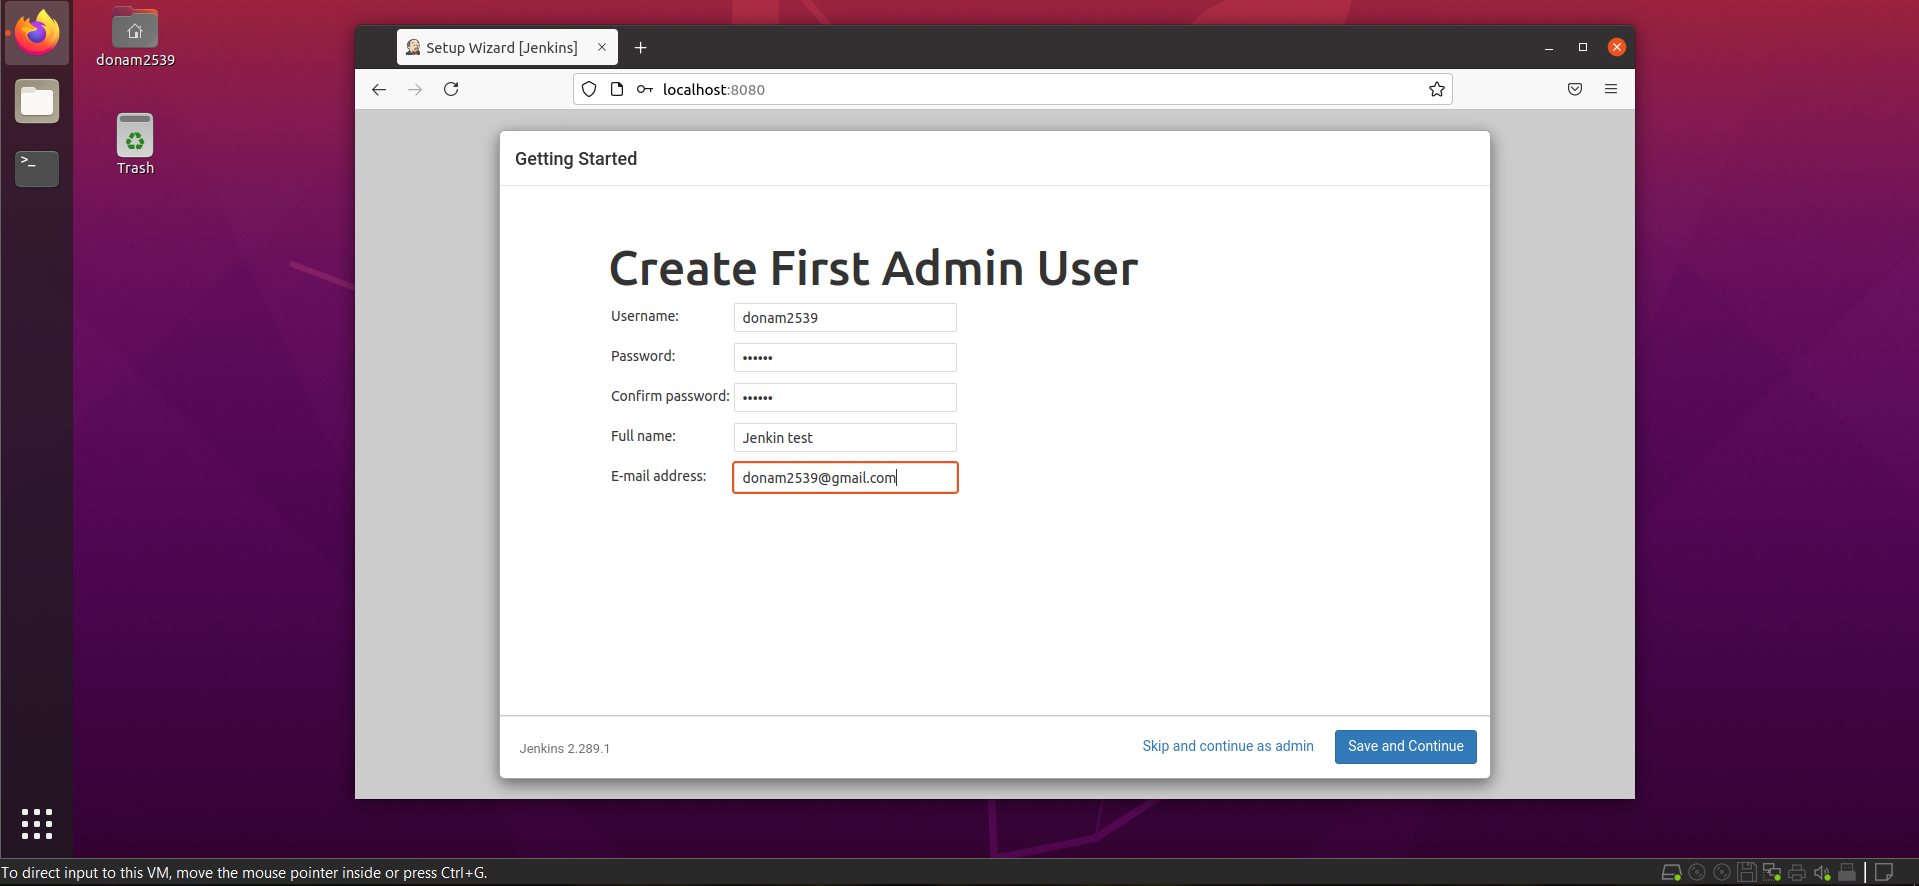 donam2539
Trash
Setup Wizard [Jenkins]
localhost:8080
Getting Started
Create First Admin User
Username: donam2539
Password: ••••••
Confirm password: ••••••
Full name: Jenkin test
E-mail address: donam2539@gmail.com
Jenkins 2.289.1
Skip and continue as admin
Save and Continue
To direct input to this VM, move the mouse pointer inside or press Ctrl+G.